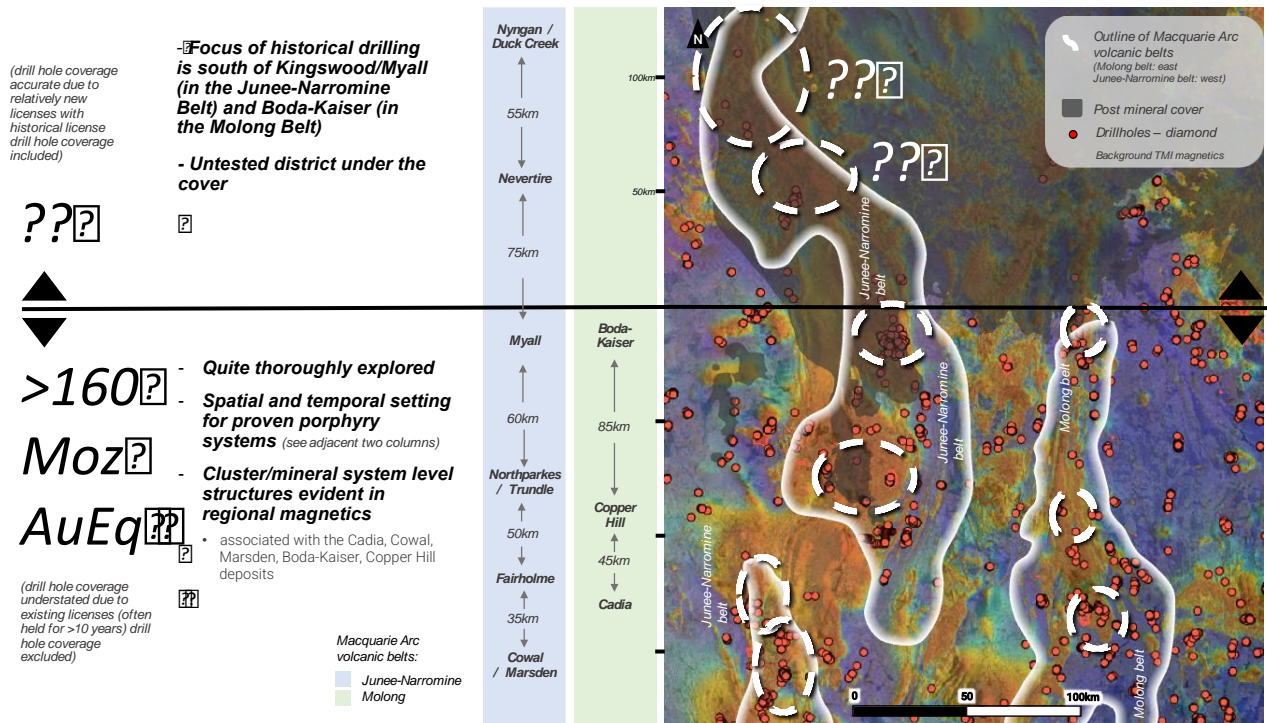 (drill hole coverage
accurate due to
relatively new
licenses with
historical license
drill hole coverage
included)
??
- Focus of historical drilling
is south of Kingswood/Myall
(in the Junee-Narromine
Belt) and Boda-Kaiser (in
the Molong Belt)
- Untested district under the
cover
>160
Moz
AuEq
(drill hole coverage
understated due to
existing licenses (often
held for >10 years) drill
hole coverage
excluded)
- Quite thoroughly explored
- Spatial and temporal setting
for proven porphyry
systems (see adjacent two columns)
- Cluster/mineral system level
structures evident in
regional magnetics
• associated with the Cadia, Cowal,
Marsden, Boda-Kaiser, Copper Hill
deposits
Macquarie Arc
volcanic belts:
Junee-Narromine
Molong
Nyngan /
Duck Creek
55km
Nevertire
75km
Myall
60km
Northparkes
/ Trundle
50km
Fairholme
35km
Cowal
/ Marsden
Boda-
Kaiser
85km
Copper
Hill
45km
Cadia
100km
50km
N
??
??
Outline of Macquarie Arc
volcanic belts
(Molong belt: east
Junee-Narromine belt: west)
Post mineral cover
Drillholes – diamond
Background TMI magnetics
Junee-Narromine
belt
Junee-Narromine
belt
Junee-Narromine
belt
Molong belt
Molong belt
0 50 100km